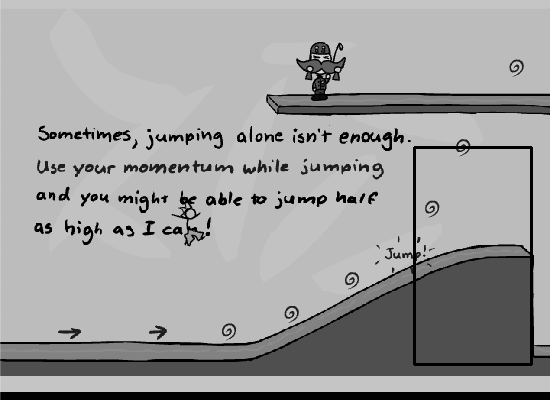 Sometimes, jumping alone isn't enough.
Use your momentum while jumping
and you might be able to jump half
as high as I can!
Jump!